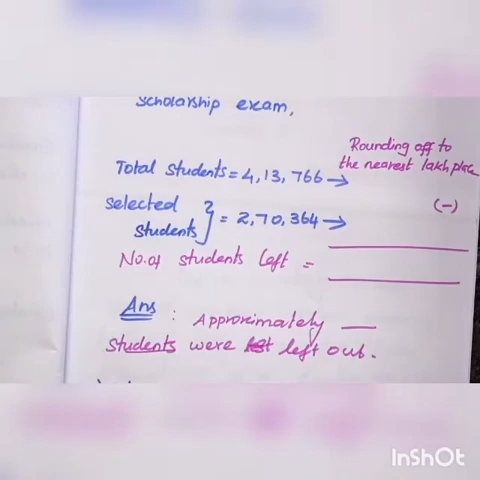 Scholarship exam,
Rounding off to
the nearest lakh place
Total students = 4,13,766 →
(-)
Selected
students } = 2,70,364 →
No. of students left =
Ans : Approximately __
students were left out.
InShOt